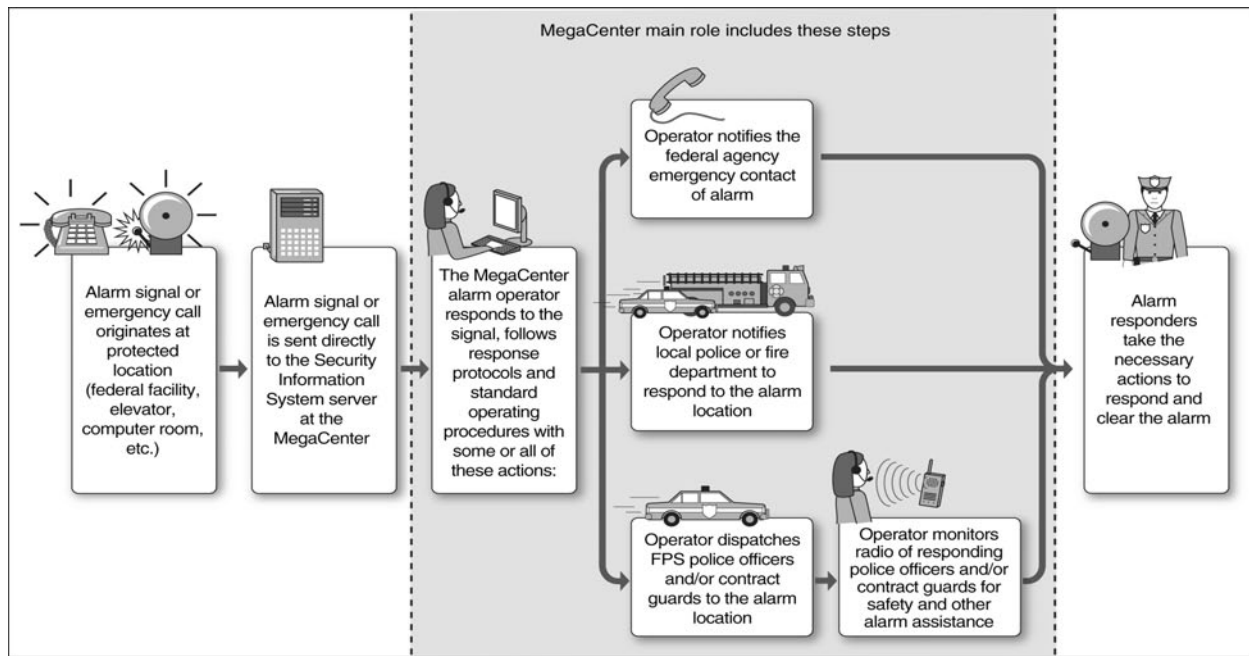 MegaCenter main role includes these steps
Alarm signal or
emergency call
originates at
protected
location
(federal facility,
elevator,
computer room,
etc.)
Alarm signal or
emergency call
is sent directly
to the Security
Information
System server
at the
MegaCenter
The MegaCenter
alarm operator
responds to the
signal, follows
response
protocols and
standard
operating
procedures with
some or all of
these actions:
Operator notifies the
federal agency
emergency contact
of alarm
Operator notifies
local police or fire
department to
respond to the alarm
location
Operator dispatches
FPS police officers
and/or contract
guards to the alarm
location
Operator monitors
radio of responding
police officers and/or
contract guards for
safety and other
alarm assistance
Alarm
responders
take the
necessary
actions to
respond and
clear the alarm